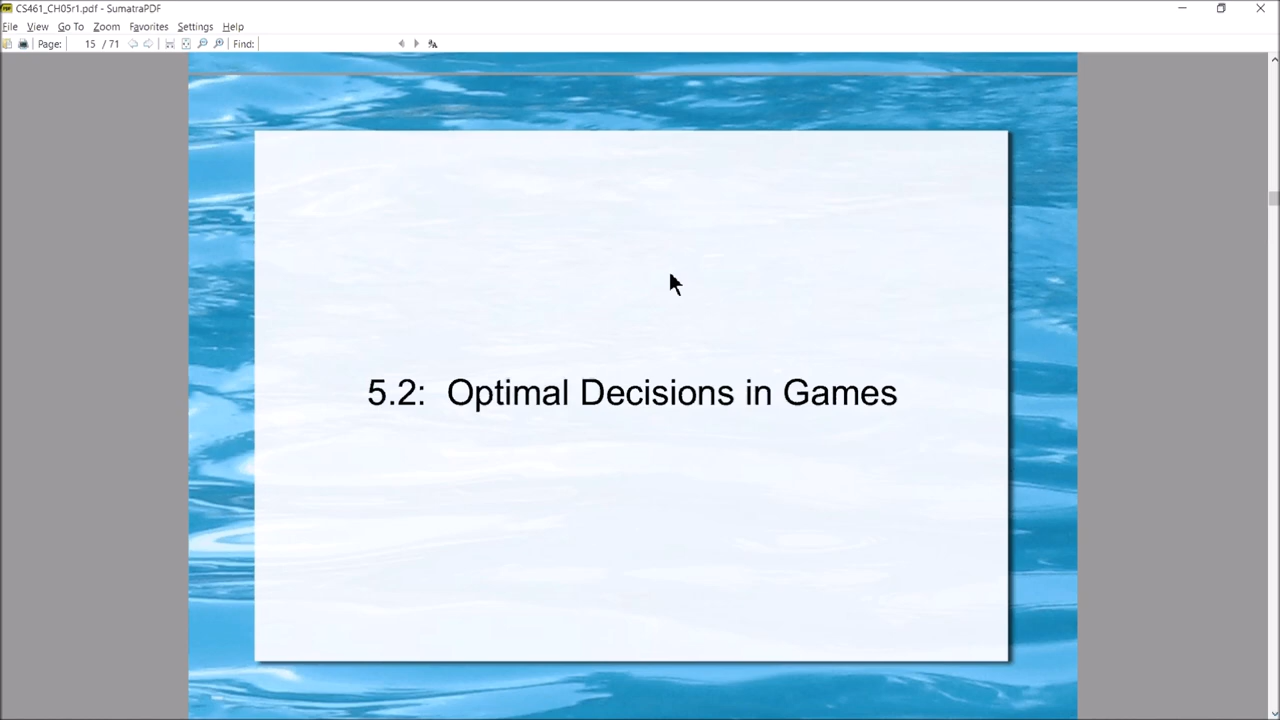 CS461_CH05r1.pdf - SumatraPDF
File View Go To Zoom Favorites Settings Help
Page: 15 / 71 Find:
5.2: Optimal Decisions in Games